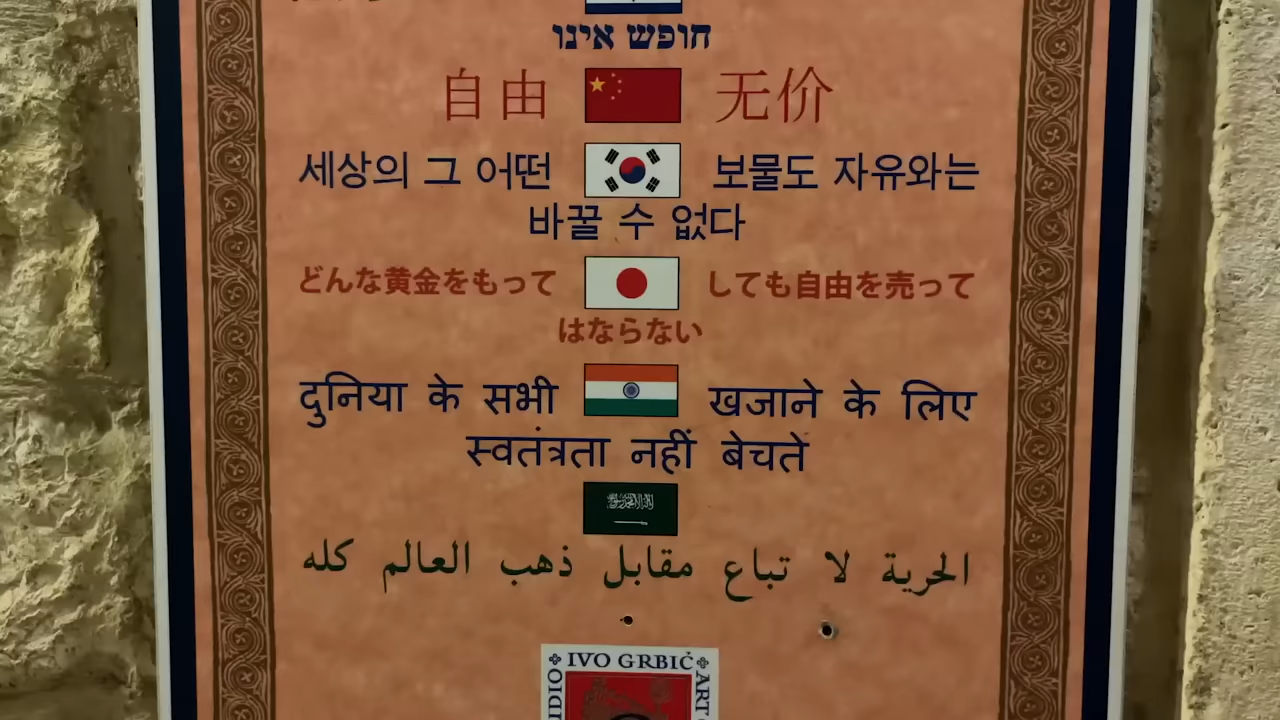 חופש אינו
自由 无价
세상의 그 어떤 보물도 자유와는
바꿀 수 없다
どんな黄金をもって しても自由を売って
はならない
दुनिया के सभी खजाने के लिए
स्वतंत्रता नहीं बेचते
الحرية لا تباع مقابل ذهب العالم كله
IVO GRBIĆ
UDIO
ART